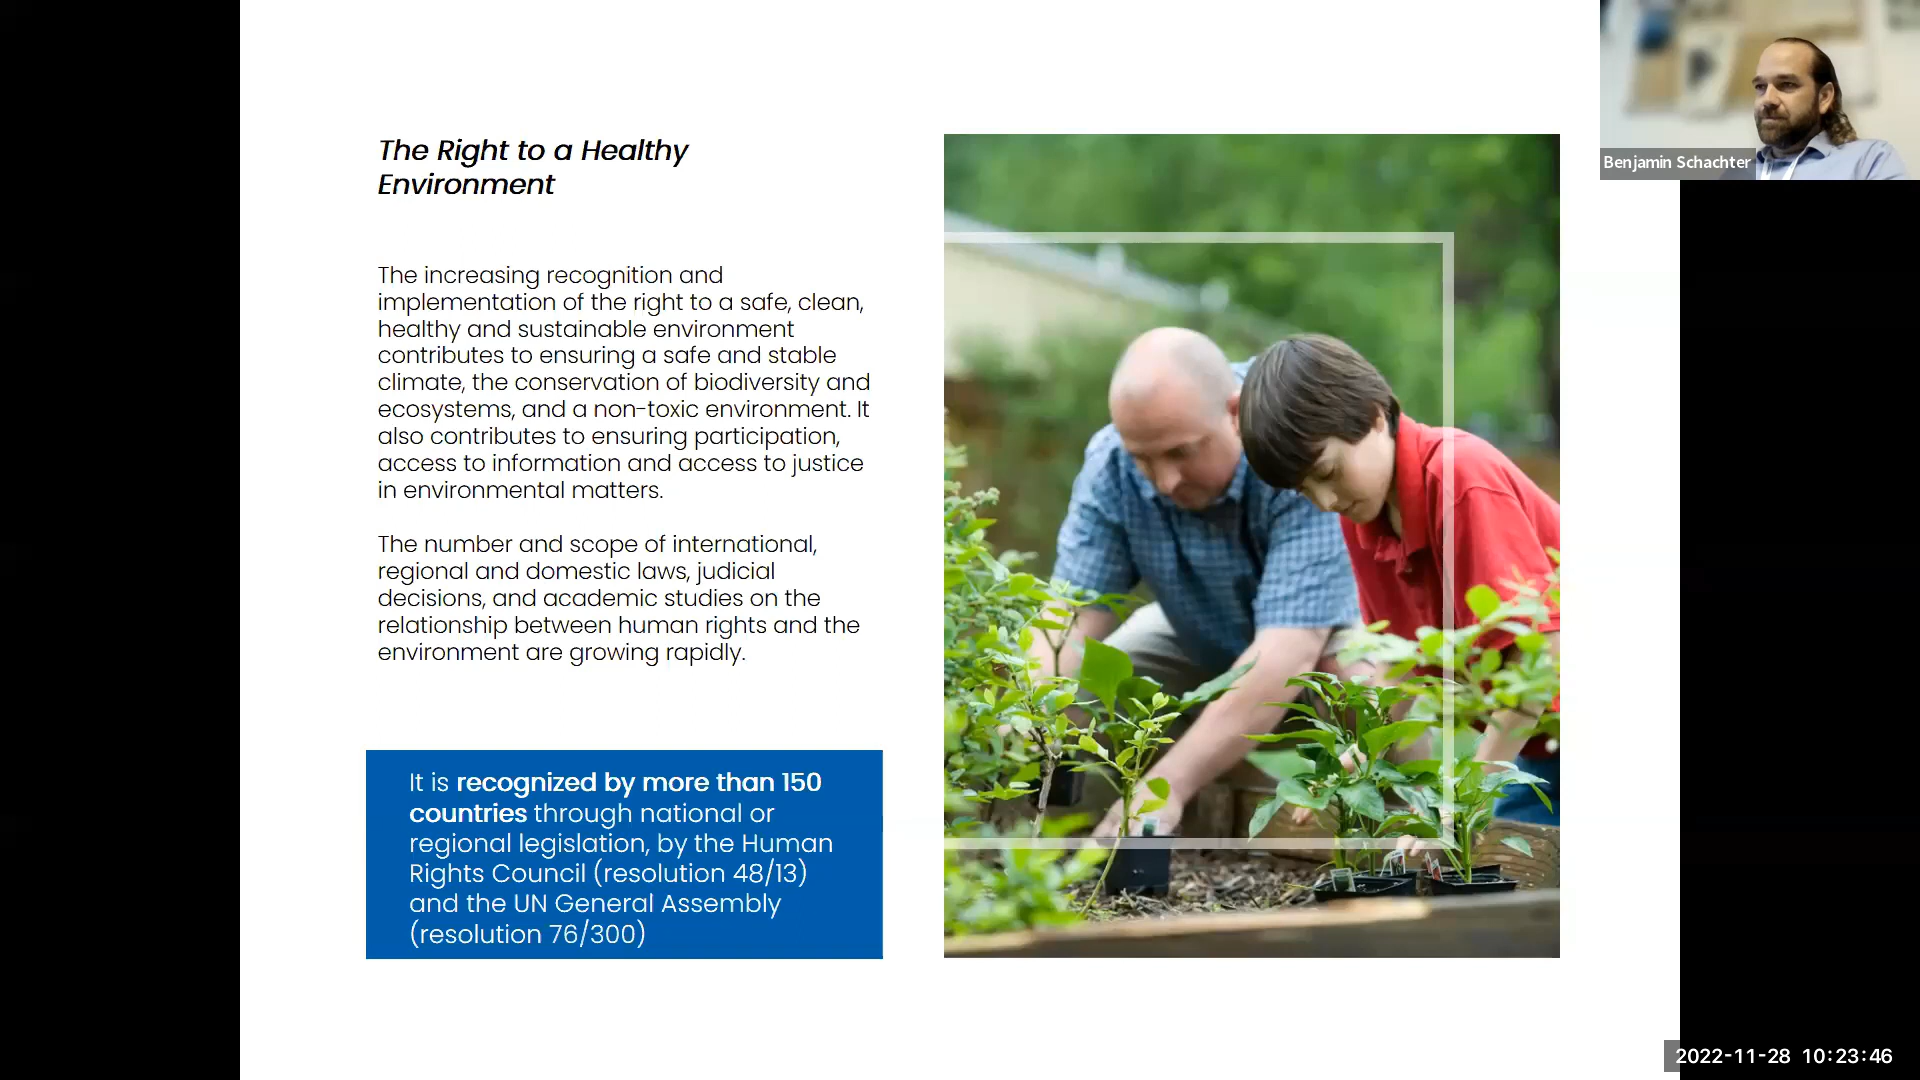 The Right to a Healthy
Environment
The increasing recognition and
implementation of the right to a safe, clean,
healthy and sustainable environment
contributes to ensuring a safe and stable
climate, the conservation of biodiversity and
ecosystems, and a non-toxic environment. It
also contributes to ensuring participation,
access to information and access to justice
in environmental matters.
The number and scope of international,
regional and domestic laws, judicial
decisions, and academic studies on the
relationship between human rights and the
environment are growing rapidly.
It is recognized by more than 150
countries through national or
regional legislation, by the Human
Rights Council (resolution 48/13)
and the UN General Assembly
(resolution 76/300)
Benjamin Schachter
2022-11-28 10:23:46